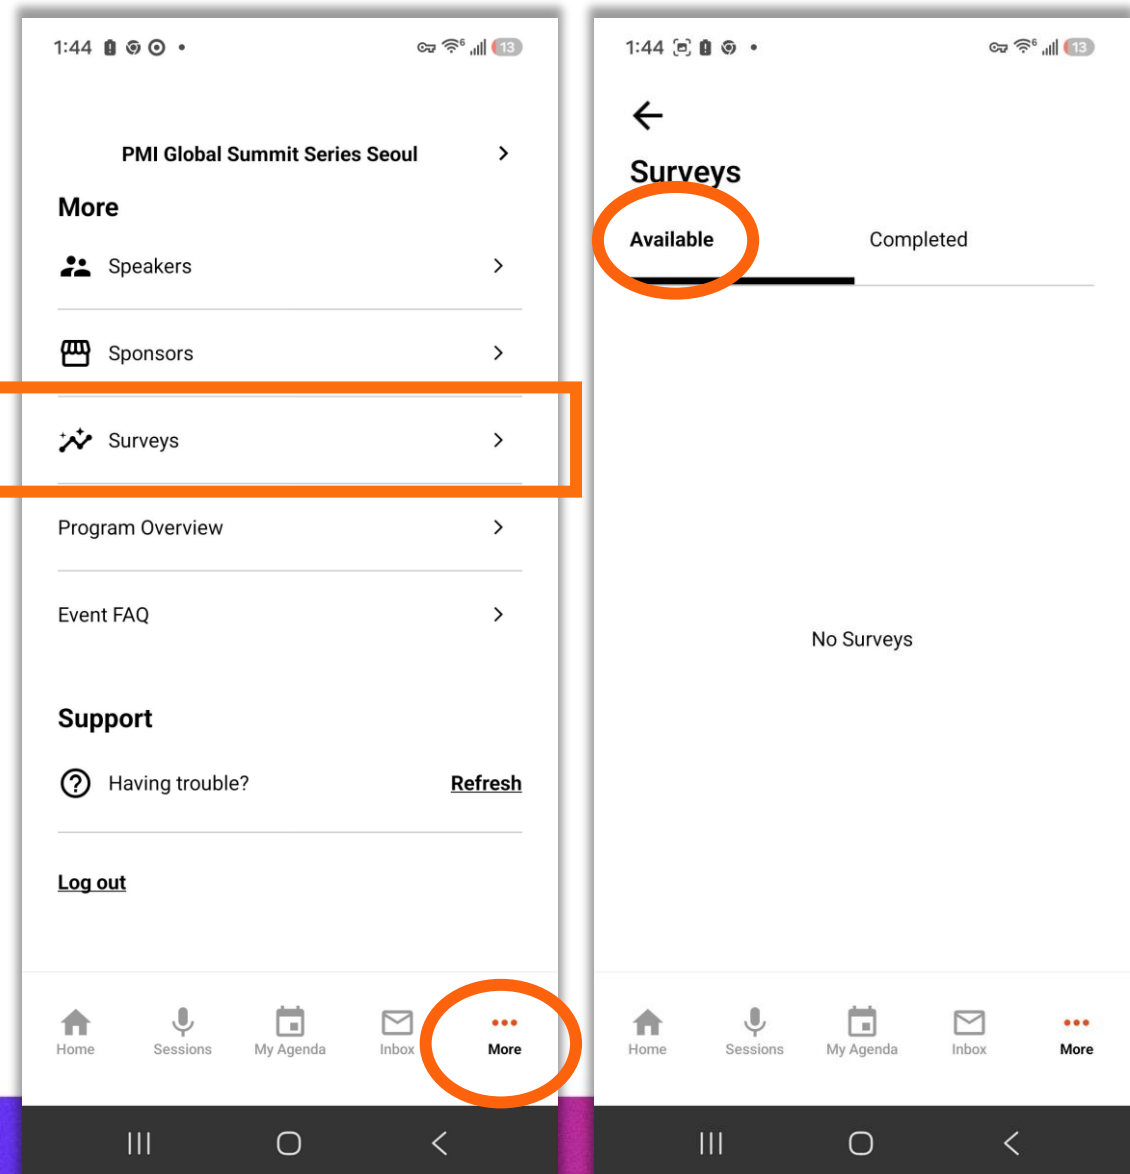 1:44
13
PMI Global Summit Series Seoul
More
Speakers
Sponsors
Surveys
Program Overview
Event FAQ
Support
Having trouble? Refresh
Log out
Home Sessions My Agenda Inbox More
1:44
13
Surveys
Available Completed
No Surveys
Home Sessions My Agenda Inbox More